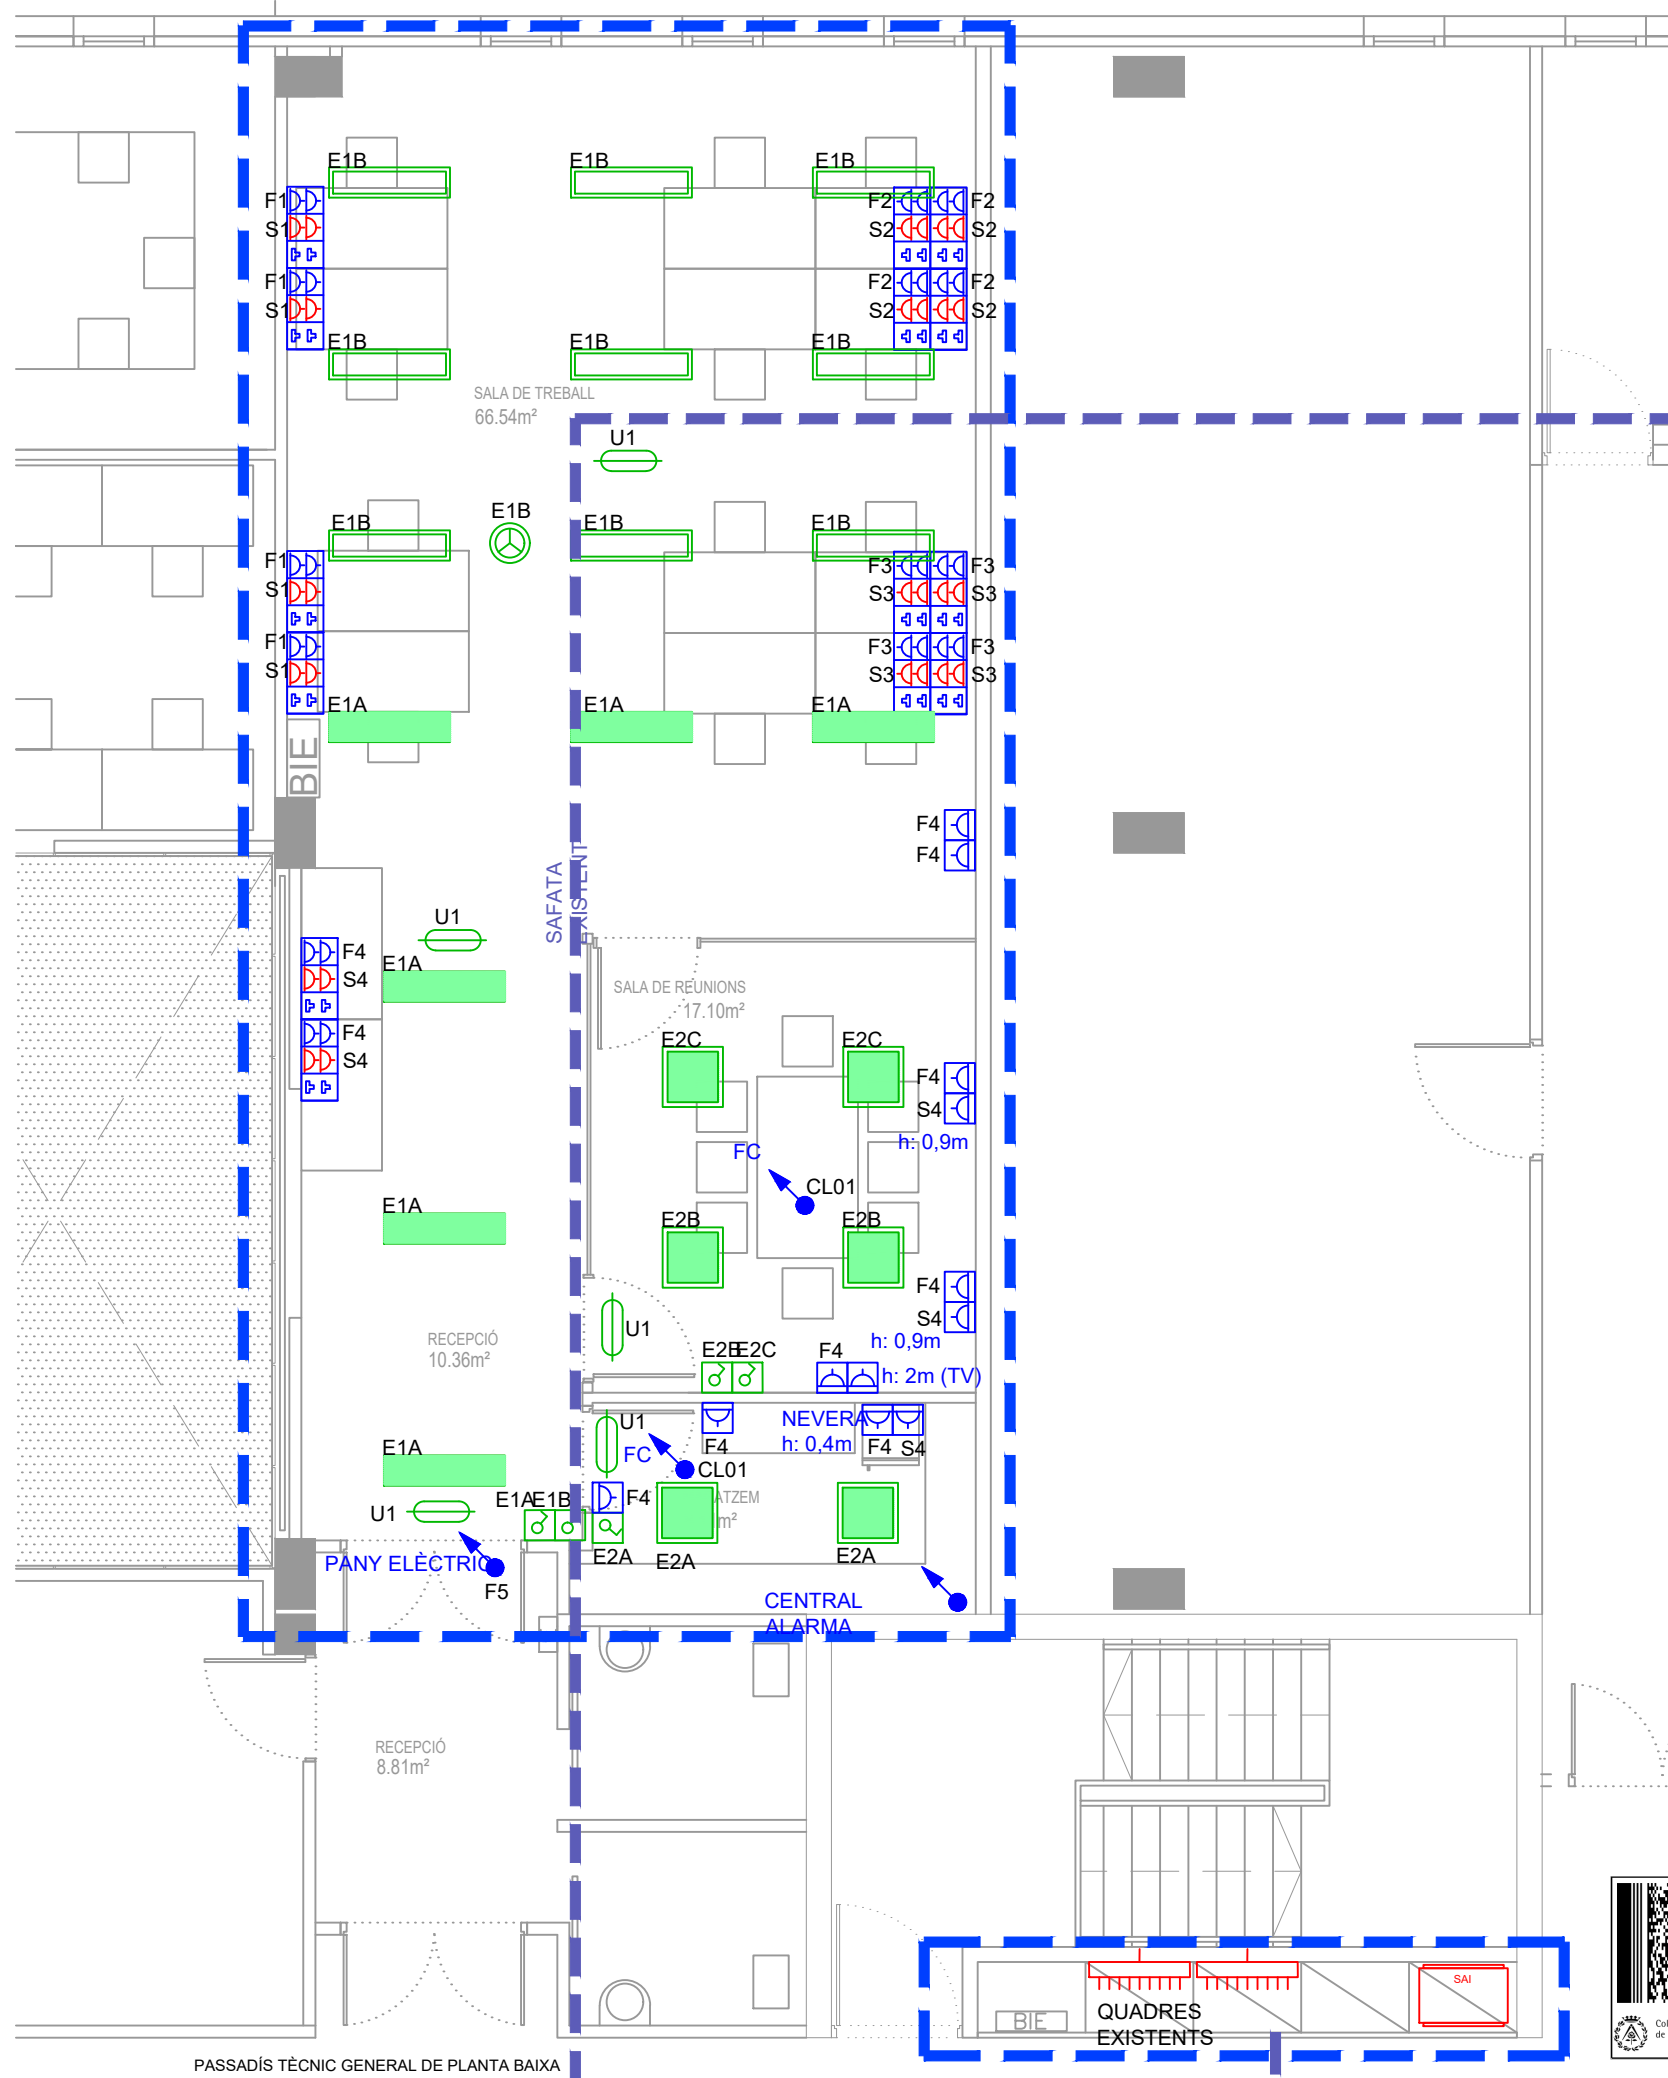 E1B E1B E1B
F1 F2 F2
S1 S2 S2
F1 F2 F2
S1 S2 S2
E1B E1B E1B
SALA DE TREBALL
66.54m²
U1
E1B E1B E1B E1B
F1 F3 F3
S1 S3 S3
F1 F3 F3
S1 S3 S3
E1A E1A E1A
BIE
F4
F4
SAFATA
EXISTENT
U1
F4
E1A
S4
F4
S4
SALA DE REUNIONS
17.10m²
E2C E2C
F4
S4
h: 0,9m
FC
CL01
E1A
E2B E2B
F4
S4
h: 0,9m
U1
RECEPCIÓ
10.36m²
E2B E2C F4
h: 2m (TV)
U1
NEVERA
h: 0,4m
F4 F4 S4
FC
CL01
E1A
F4
ATZEM
m²
E1A E1B
U1
E2A E2A E2A
PANY ELÈCTRIC
F5
CENTRAL
ALARMA
RECEPCIÓ
8.81m²
SAI
QUADRES
EXISTENTS
BIE
PASSADÍS TÈCNIC GENERAL DE PLANTA BAIXA
de